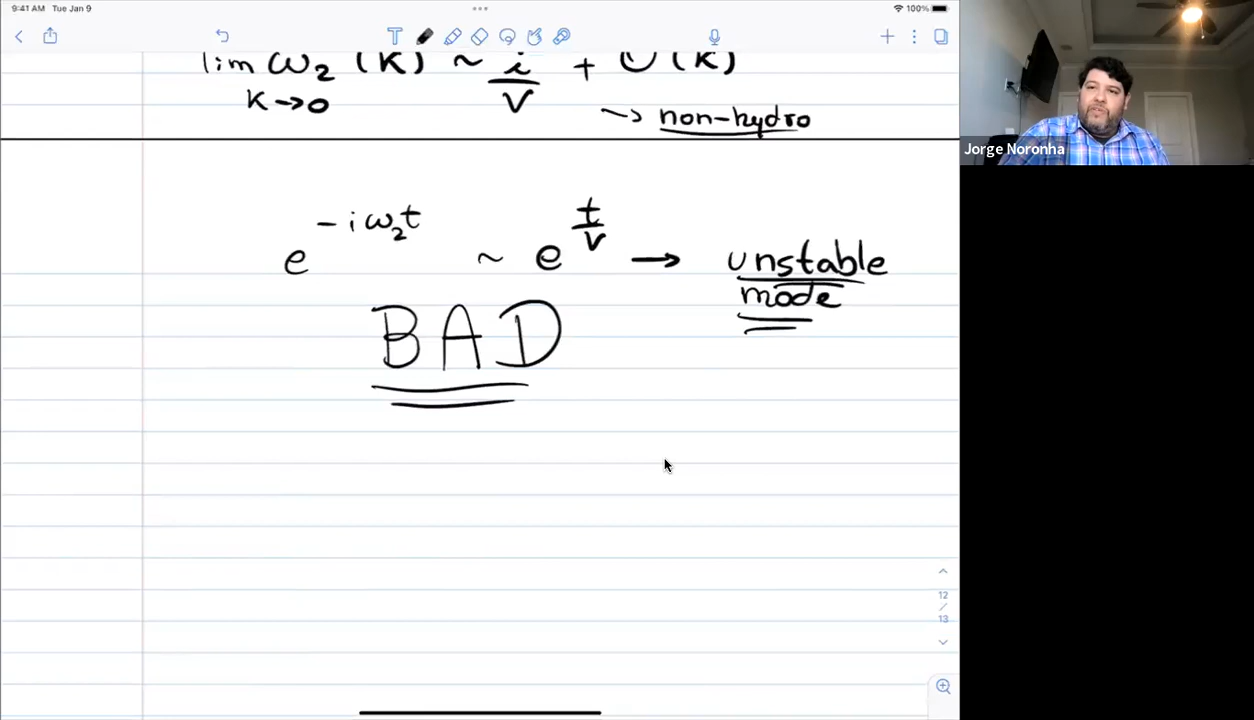 9:41 AM Tue Jan 9
100%
lim ω₂ (K) ~ i/v + O(K)
K→0
→ non-hydro
Jorge Noronha
e^{-iω₂t} ~ e^{t/v} → unstable
mode
BAD
12
/
13